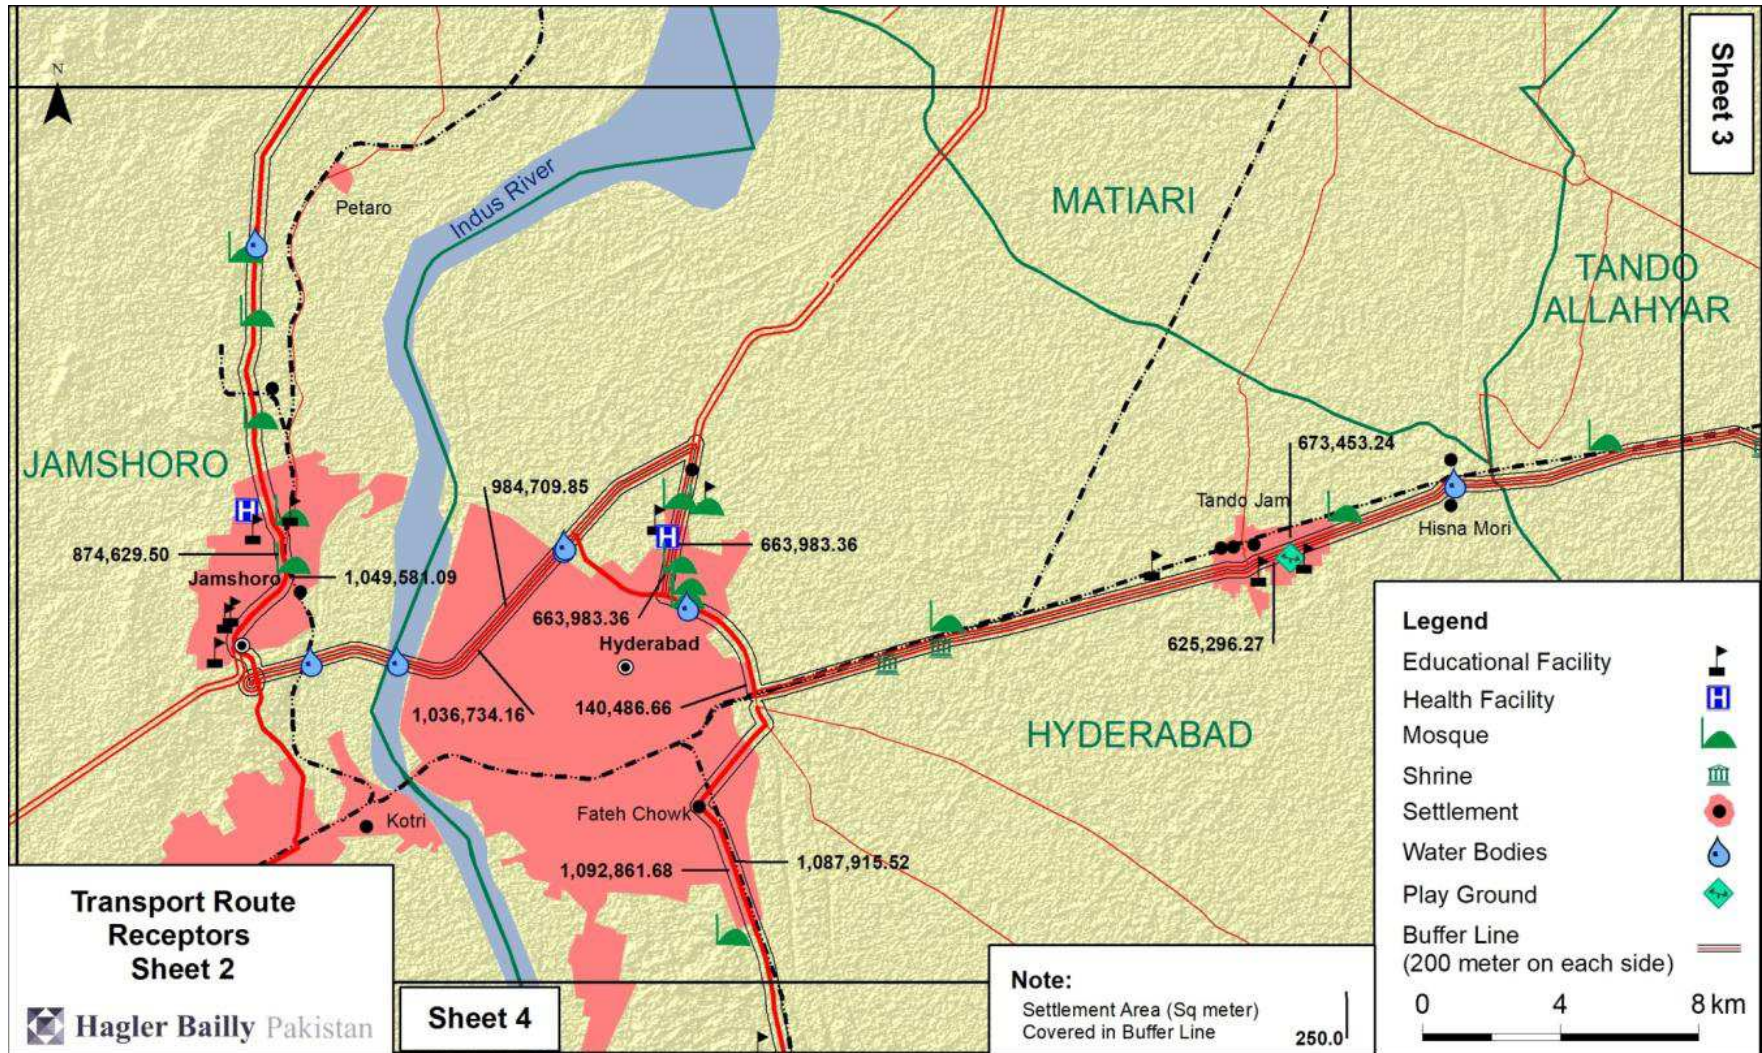 N
Sheet 3
Petaro
Indus River
MATIARI
TANDO
ALLAHYAR
JAMSHORO
673,453.24
984,709.85
Tando Jam
Hisna Mori
874,629.50
663,983.36
Jamshoro
1,049,581.09
663,983.36
Hyderabad
625,296.27
1,036,734.16
140,486.66
HYDERABAD
Kotri
Fateh Chowk
1,092,861.68
1,087,915.52
Transport Route
Receptors
Sheet 2
Hagler Bailly Pakistan
Sheet 4
Note:
Settlement Area (Sq meter)
Covered in Buffer Line
250.0
Legend
Educational Facility
Health Facility
H
Mosque
Shrine
Settlement
Water Bodies
Play Ground
Buffer Line
(200 meter on each side)
0 4 8 km
H
H